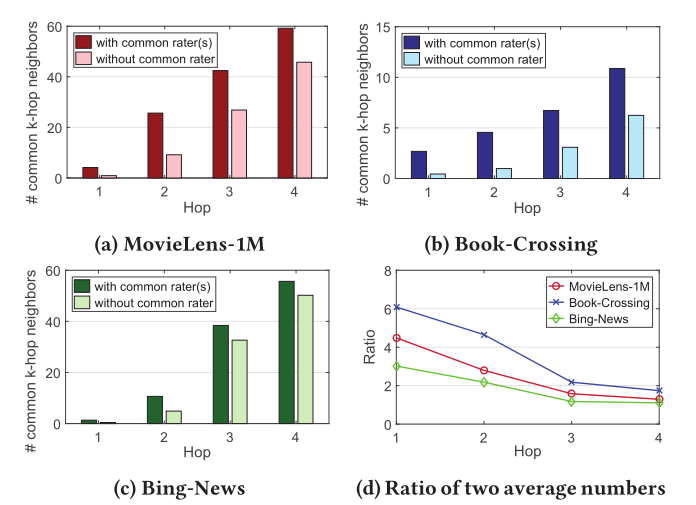 # common k-hop neighbors
60
40
20
0
with common rater(s)
without common rater
1 2 3 4
Hop
(a) MovieLens-1M
# common k-hop neighbors
15
10
5
0
with common rater(s)
without common rater
1 2 3 4
Hop
(b) Book-Crossing
# common k-hop neighbors
60
40
20
0
with common rater(s)
without common rater
1 2 3 4
Hop
(c) Bing-News
Ratio
8
6
4
2
0
MovieLens-1M
Book-Crossing
Bing-News
1 2 3 4
Hop
(d) Ratio of two average numbers